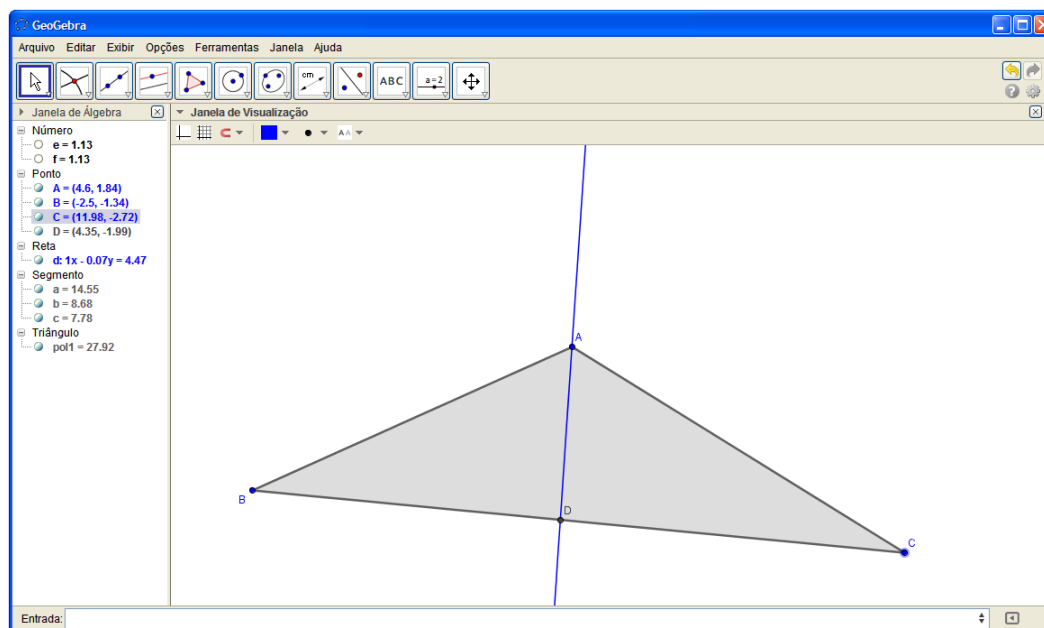 GeoGebra
Arquivo Editar Exibir Opções Ferramentas Janela Ajuda
cm ABC a=2
Janela de Álgebra
Janela de Visualização
Número
e = 1.13
f = 1.13
Ponto
A = (4.6, 1.84)
B = (-2.5, -1.34)
C = (11.98, -2.72)
D = (4.35, -1.99)
Reta
d: 1x - 0.07y = 4.47
Segmento
a = 14.55
b = 8.68
c = 7.78
Triângulo
pol1 = 27.92
AA
A
B
D
C
Entrada: